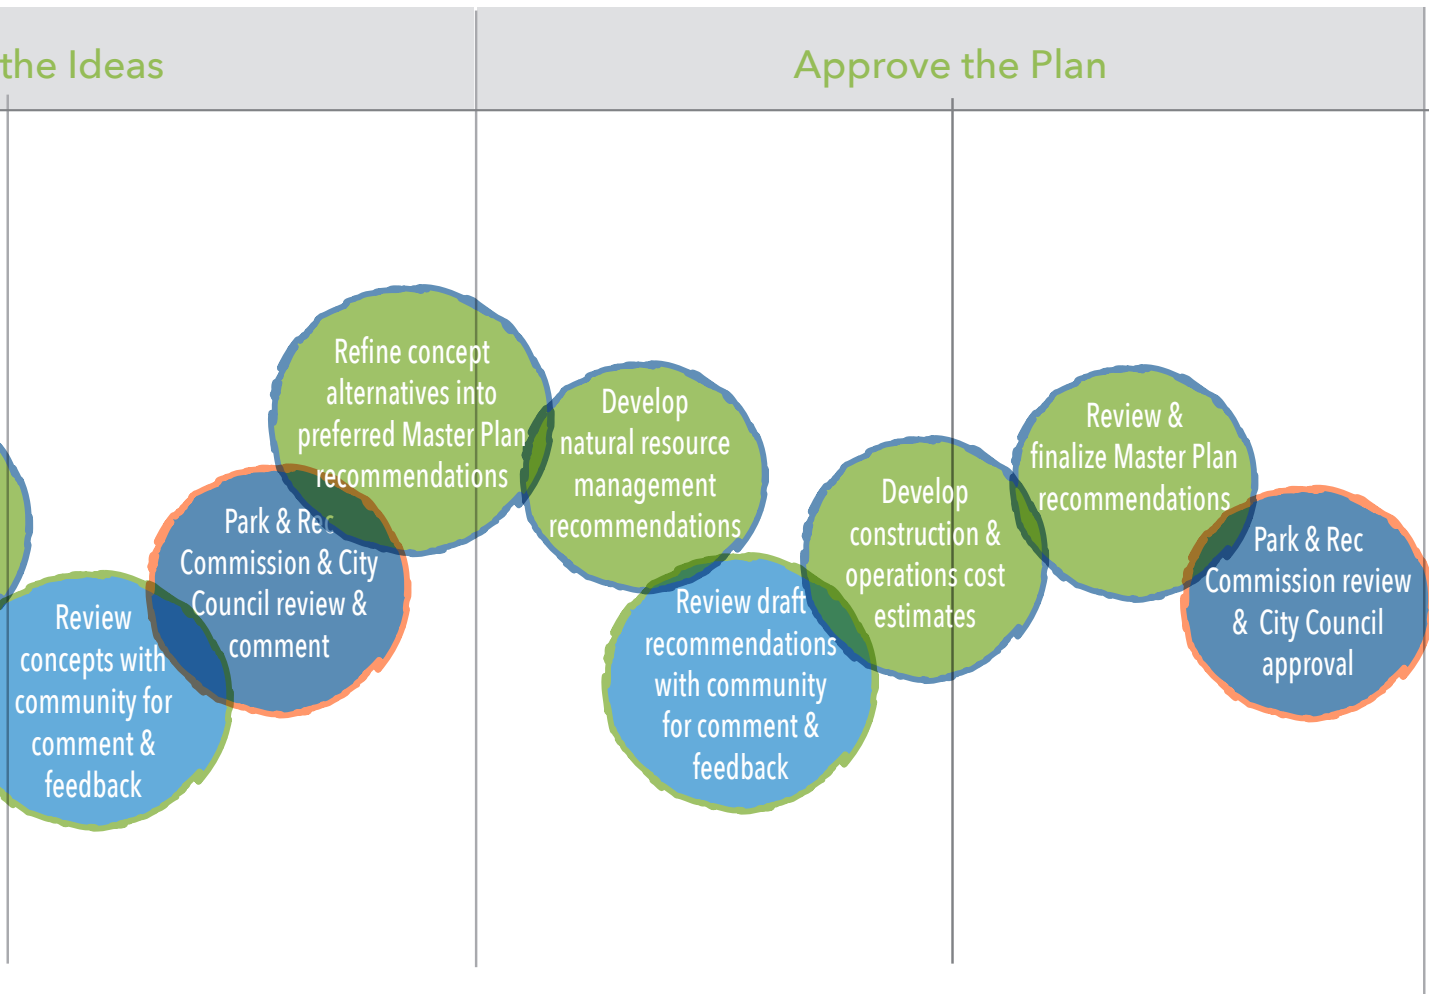 the Ideas
Approve the Plan
Review
concepts with
community for
comment &
feedback
Park & Rec
Commission & City
Council review &
comment
Refine concept
alternatives into
preferred Master Plan
recommendations
Develop
natural resource
management
recommendations
Review draft
recommendations
with community
for comment &
feedback
Develop
construction &
operations cost
estimates
Review &
finalize Master Plan
recommendations
Park & Rec
Commission review
&  City Council
approval